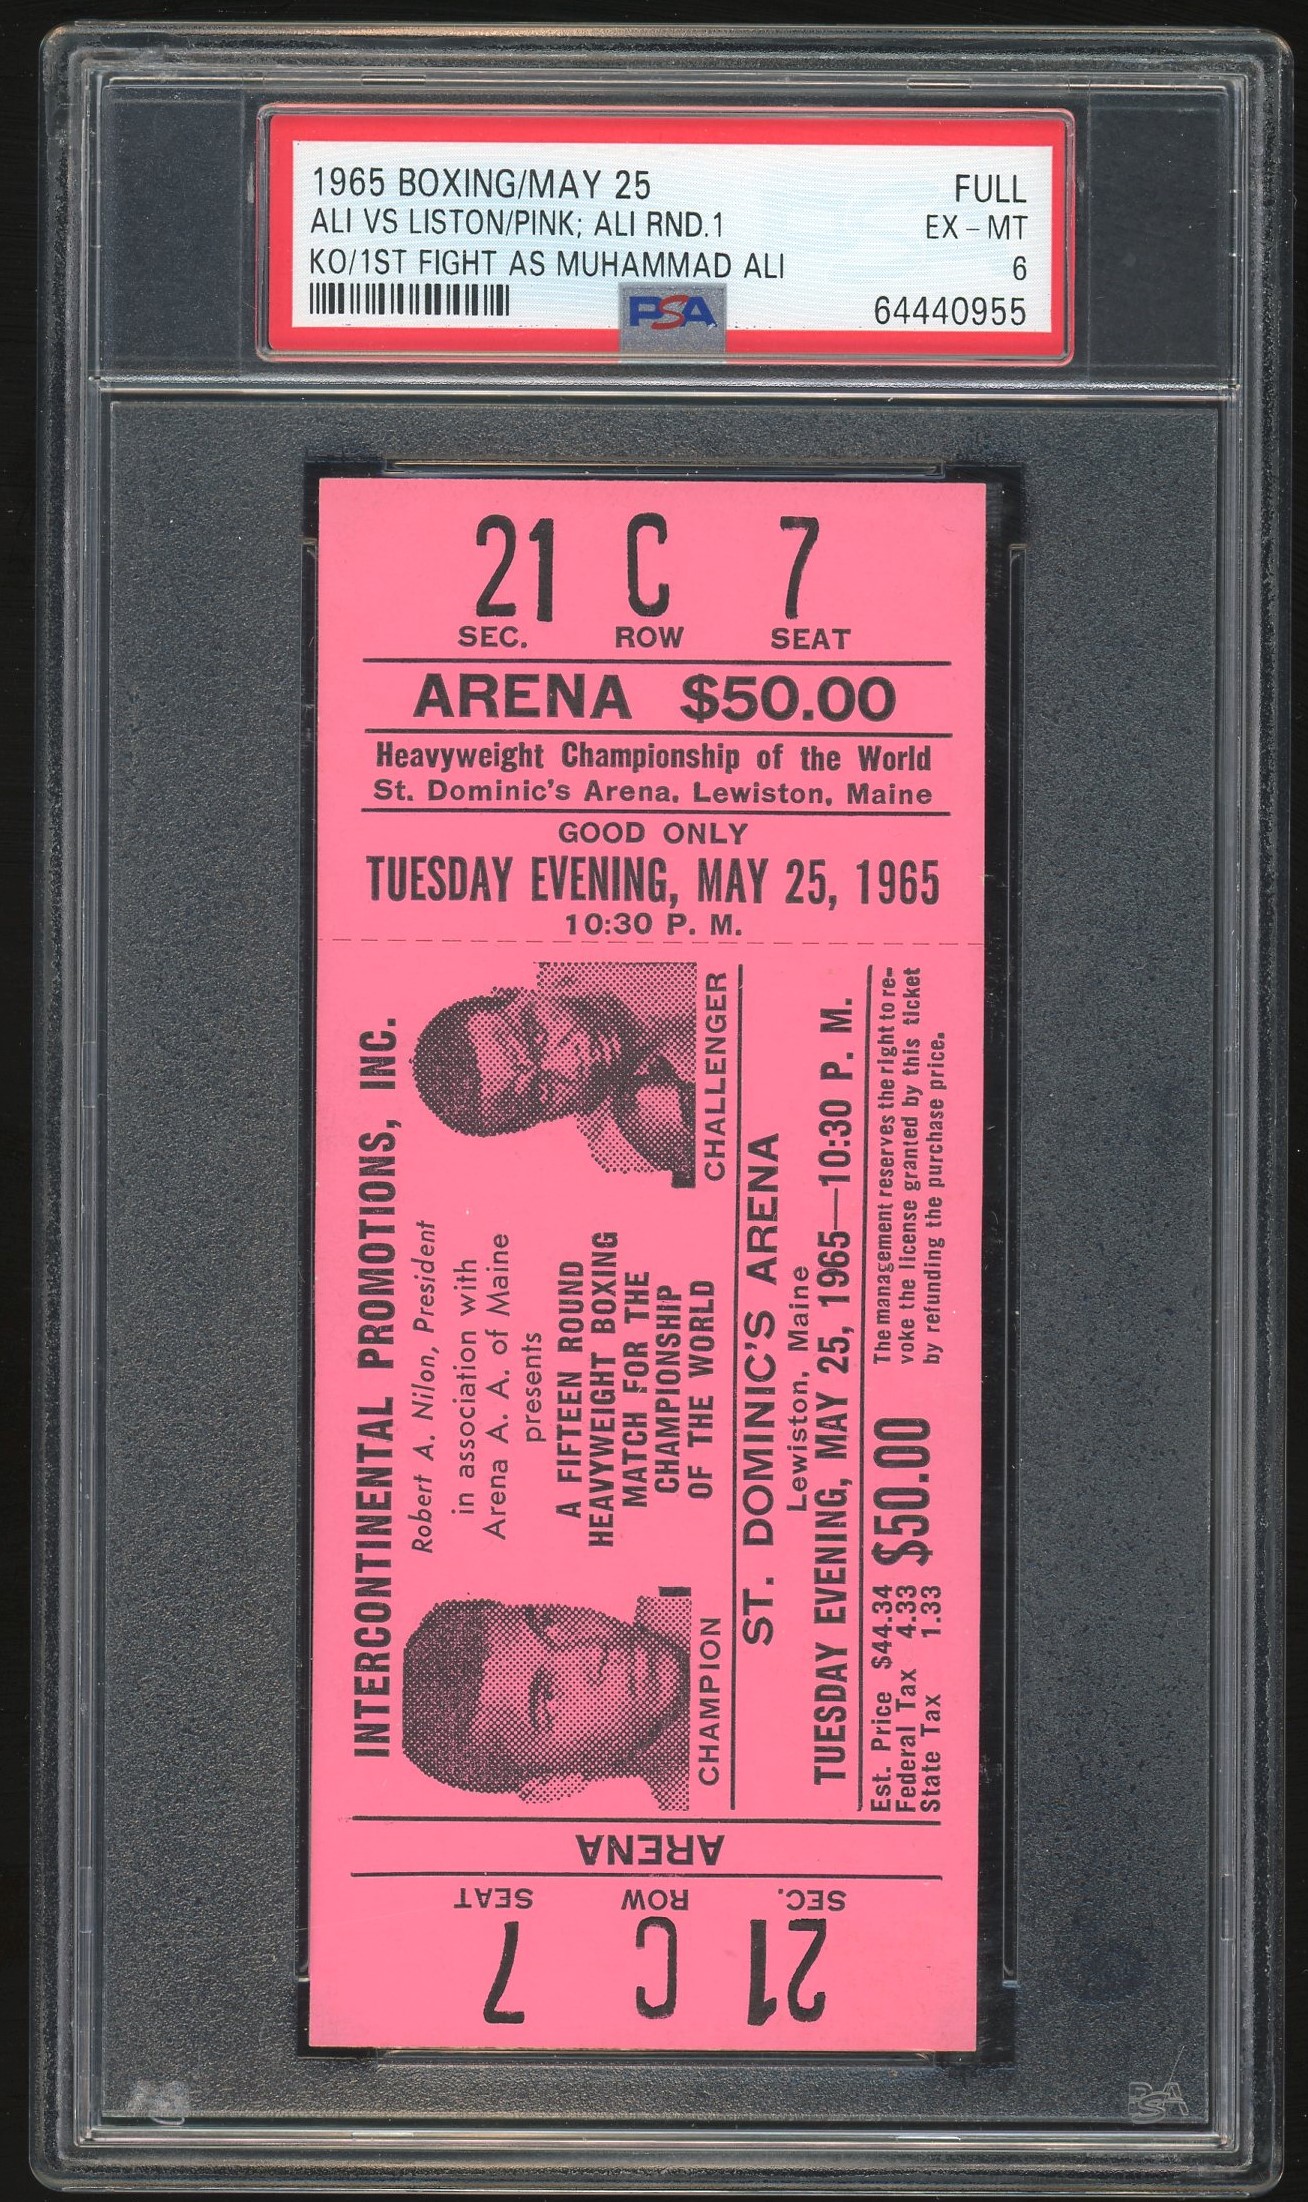 1965 BOXING/MAY 25
ALI VS LISTON/PINK; ALI RND.1
KO/1ST FIGHT AS MUHAMMAD ALI
FULL
EX-MT
6
64440955
PSA
21 C 7
SEC. ROW SEAT
ARENA $50.00
Heavyweight Championship of the World
St. Dominic's Arena, Lewiston, Maine
GOOD ONLY
TUESDAY EVENING, MAY 25, 1965
10:30 P. M.
INTERCONTINENTAL PROMOTIONS, INC.
Robert A. Nilon, President
in association with
Arena A. A. of Maine
presents
A FIFTEEN ROUND
HEAVYWEIGHT BOXING
MATCH FOR THE
CHAMPIONSHIP
OF THE WORLD
CHAMPION
CHALLENGER
ST. DOMINIC'S ARENA
Lewiston, Maine
TUESDAY EVENING, MAY 25, 1965—10:30 P. M.
Est. Price $44.34
Federal Tax 4.33
State Tax 1.33
$50.00
The management reserves the right to re-
voke the license granted by this ticket
by refunding the purchase price.
ARENA
SEC. ROW SEAT
21 C 7
PSA